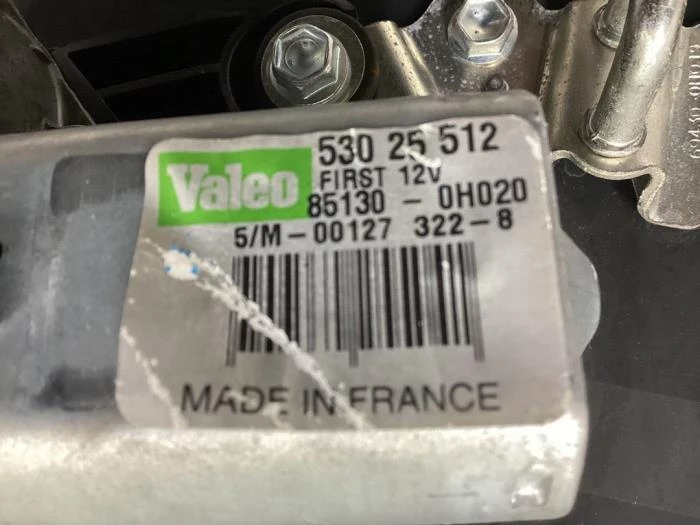 Valeo
530 25 512
FIRST 12V
85130 - 0H020
5/M-00127 322-8
MADE IN FRANCE